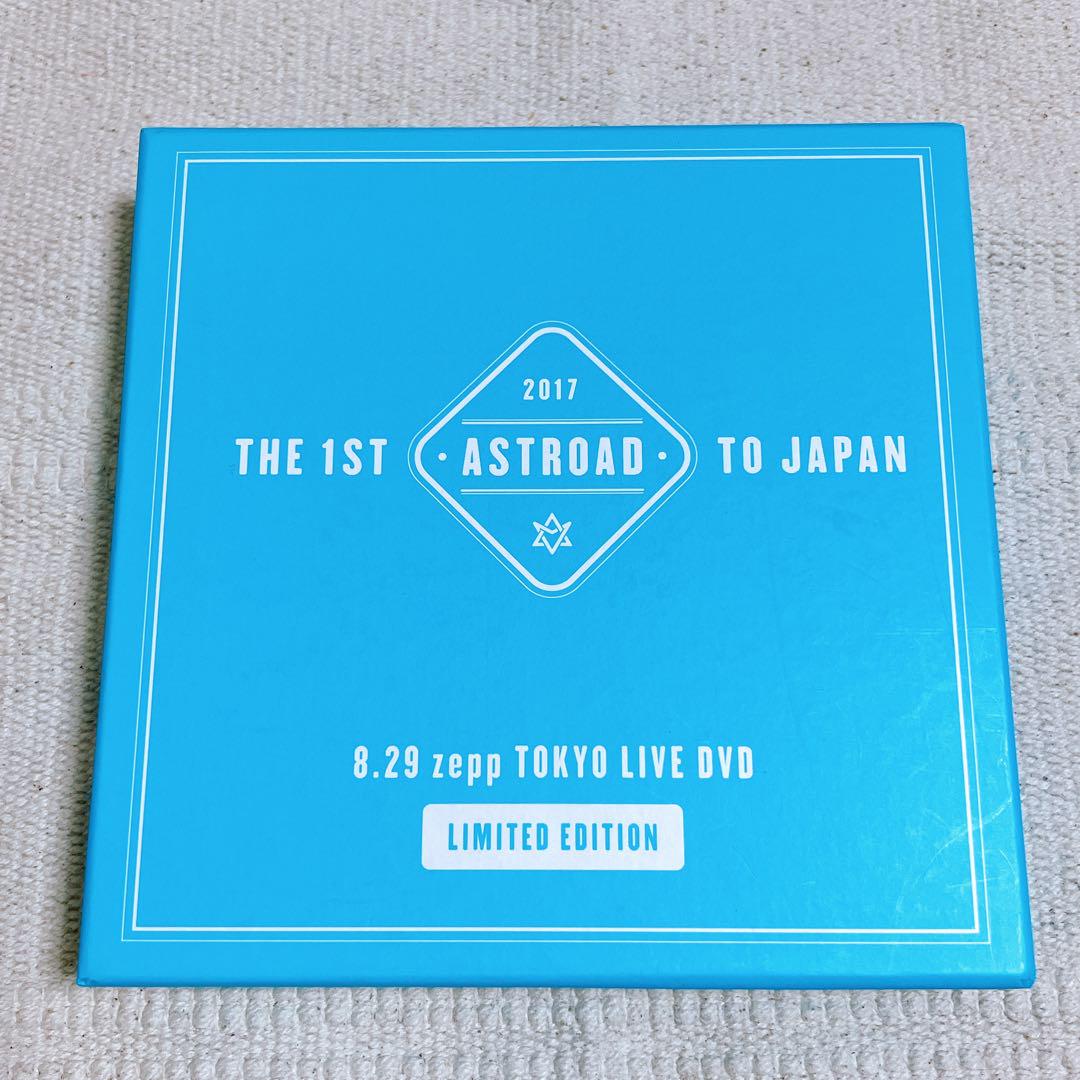 2017
THE 1ST · ASTROAD · TO JAPAN
8.29 zepp TOKYO LIVE DVD
LIMITED EDITION